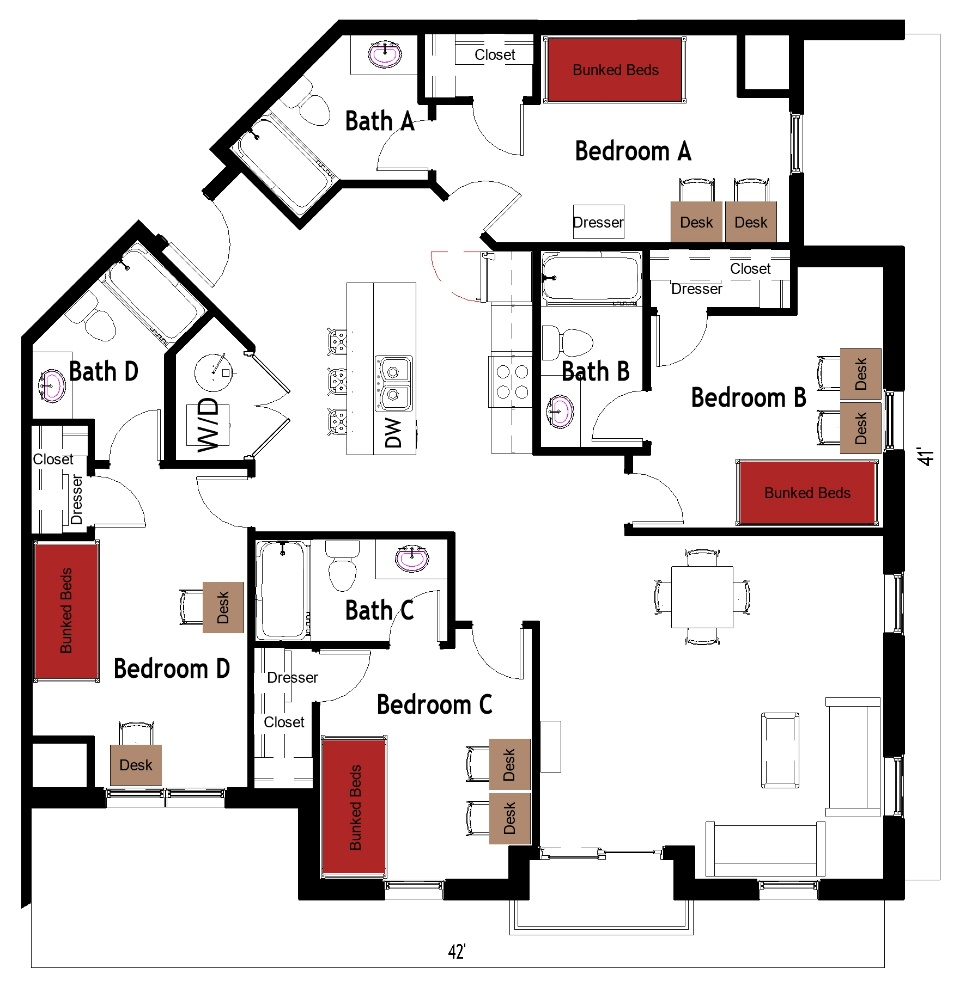 Closet
Bunked Beds
Bath A
Bedroom A
Dresser
Desk
Desk
Closet
Dresser
Bath D
Bath B
Desk
Bedroom B
W/D
DW
Desk
Closet
Dresser
41'
Bunked Beds
Bunked Beds
Desk
Bath C
Bedroom D
Dresser
Bedroom C
Closet
Desk
Desk
Bunked Beds
Desk
42'